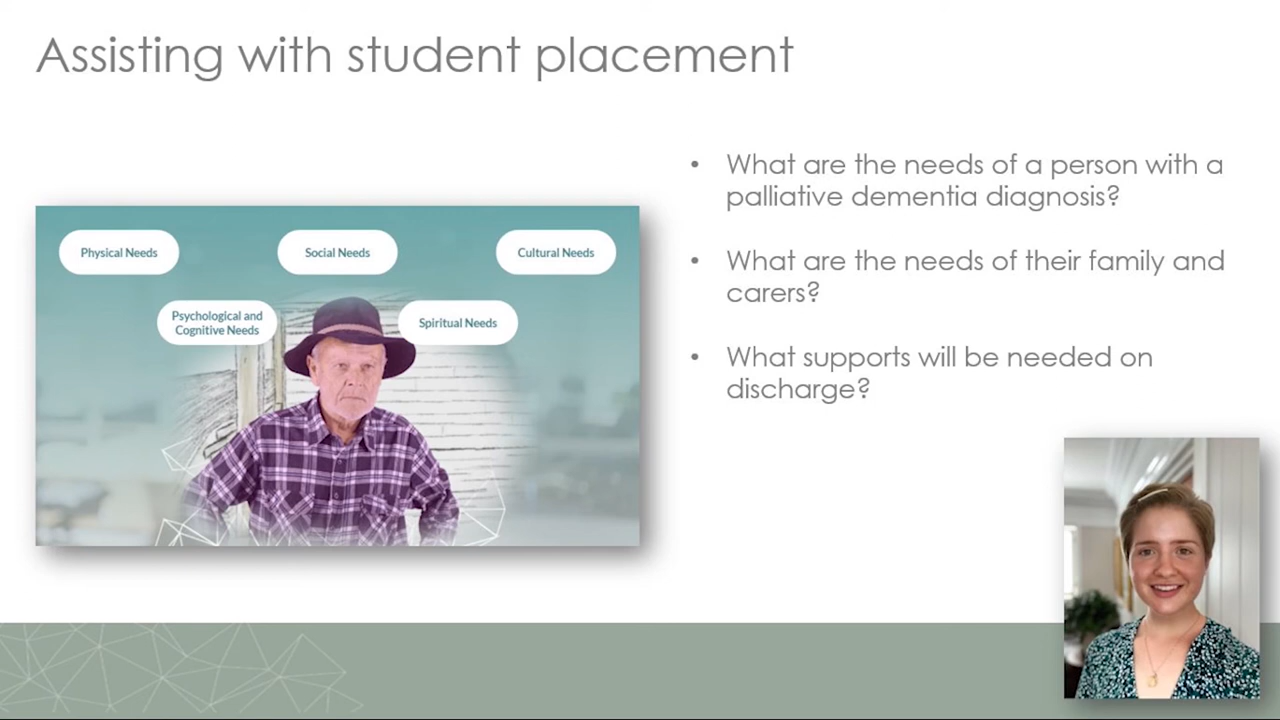 Assisting with student placement
Physical Needs
Social Needs
Cultural Needs
Psychological and
Cognitive Needs
Spiritual Needs
• What are the needs of a person with a
palliative dementia diagnosis?
• What are the needs of their family and
carers?
• What supports will be needed on
discharge?